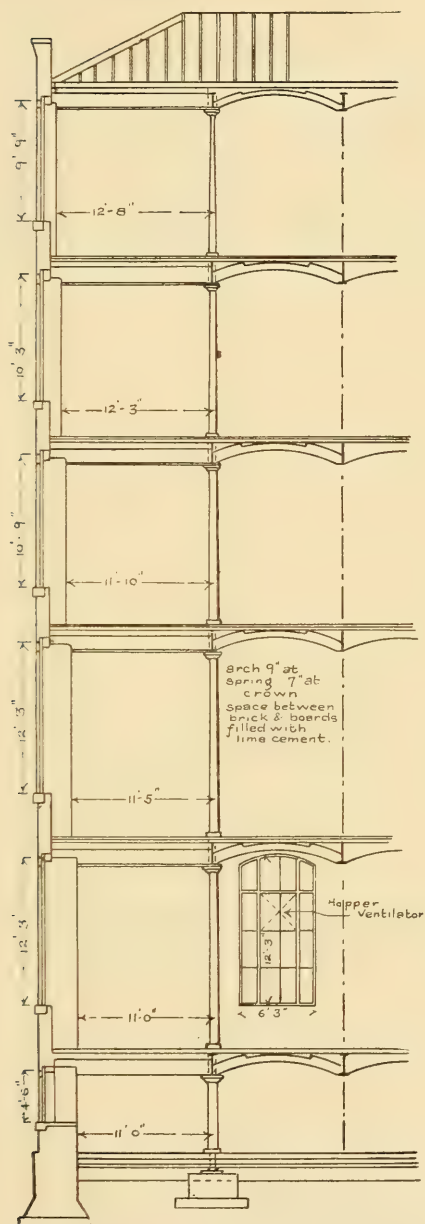 9' 9"
12'-8"
10' 3"
12'-3"
10' 9"
11'-10"
arch 9" at
spring 7" at
crown
space between
brick & boards
filled with
lime cement.
12' 3"
11'-5"
Hopper
Ventilator
12'3"
12'-3"
6' 3"
11'0"
4'6"
11'0"